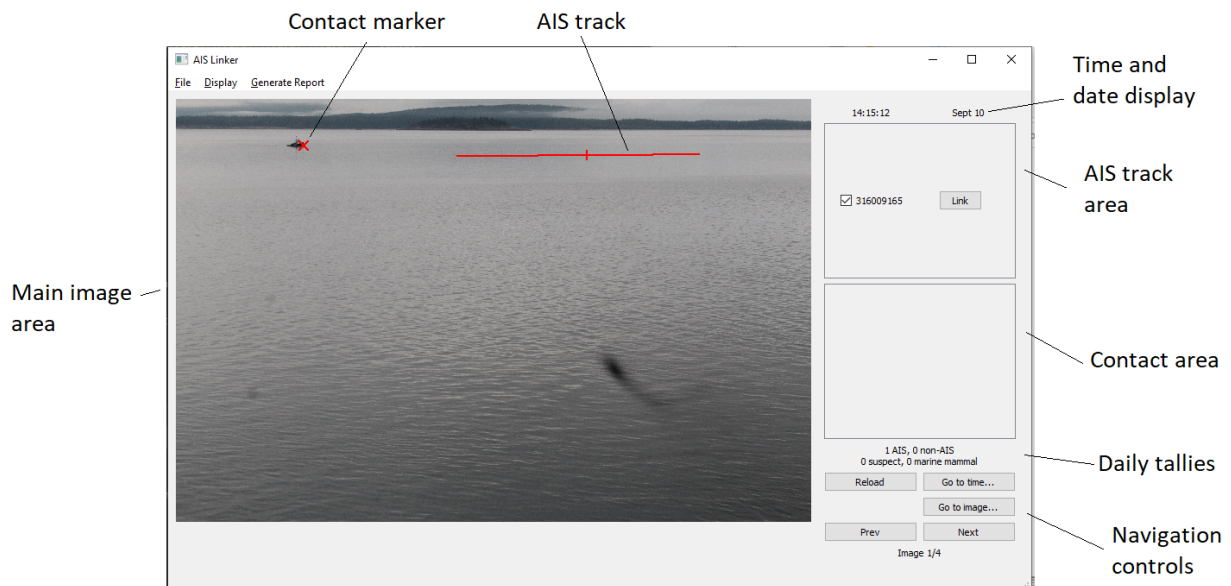 Contact marker
AIS track
AIS Linker
File Display Generate Report
Time and
date display
14:15:12 Sept 10
AIS track
area
316009165 Link
Main image
area
Contact area
1 AIS, 0 non-AIS
0 suspect, 0 marine mammal
Daily tallies
Reload Go to time...
Go to image...
Prev Next
Navigation
controls
Image 1/4